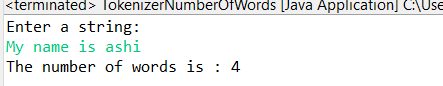 <terminated> TokenizerNumberOfWords [Java Application] C:\Use
Enter a string:
My name is ashi
The number of words is : 4